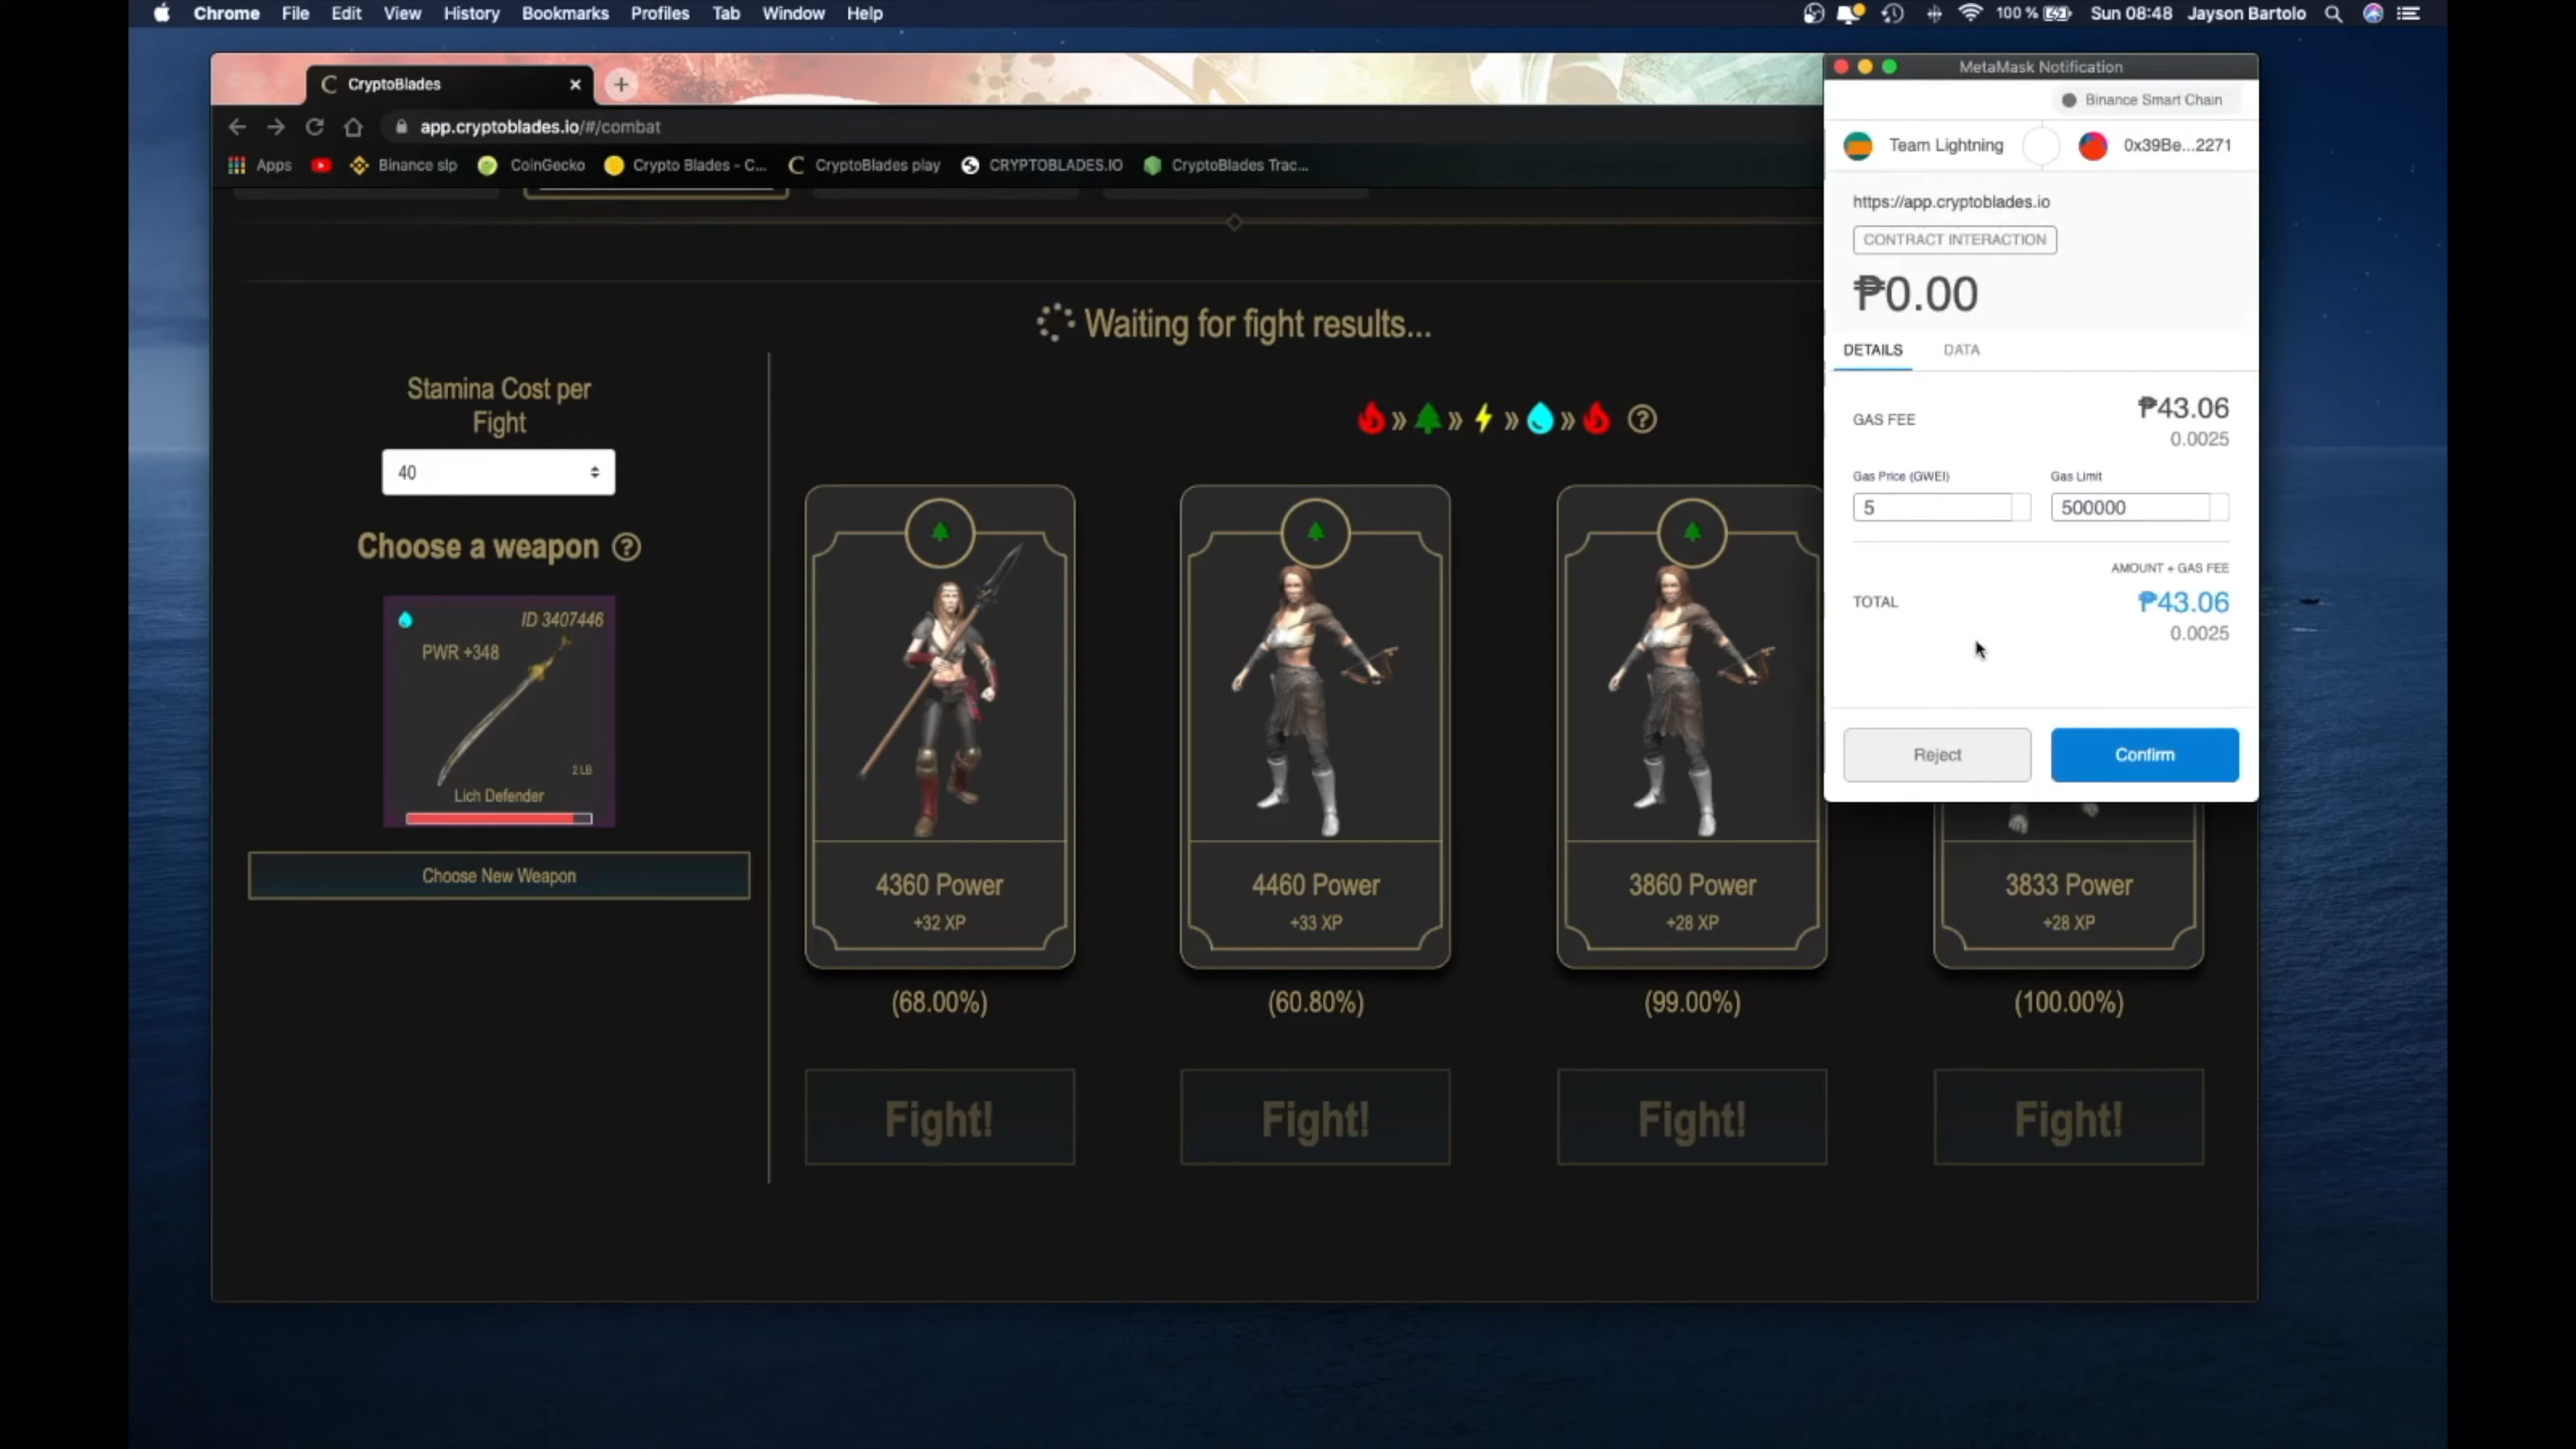 Chrome File Edit View History Bookmarks Profiles Tab Window Help
100 % Sun 08:48 Jayson Bartolo
CryptoBlades
app.cryptoblades.io/#/combat
Apps Binance slp CoinGecko Crypto Blades - C... CryptoBlades play CRYPTOBLADES.IO CryptoBlades Trac...
Waiting for fight results...
Stamina Cost per
Fight
40
Choose a weapon ?
ID 3407446
PWR +348
2 LB
Lich Defender
Choose New Weapon
» » » » ?
4360 Power
+32 XP
(68.00%)
Fight!
4460 Power
+33 XP
(60.80%)
Fight!
3860 Power
+28 XP
(99.00%)
Fight!
3833 Power
+28 XP
(100.00%)
Fight!
MetaMask Notification
Binance Smart Chain
Team Lightning 0x39Be...2271
https://app.cryptoblades.io
CONTRACT INTERACTION
₱0.00
DETAILS DATA
GAS FEE ₱43.06
0.0025
Gas Price (GWEI) Gas Limit
5 500000
AMOUNT + GAS FEE
TOTAL ₱43.06
0.0025
Reject Confirm